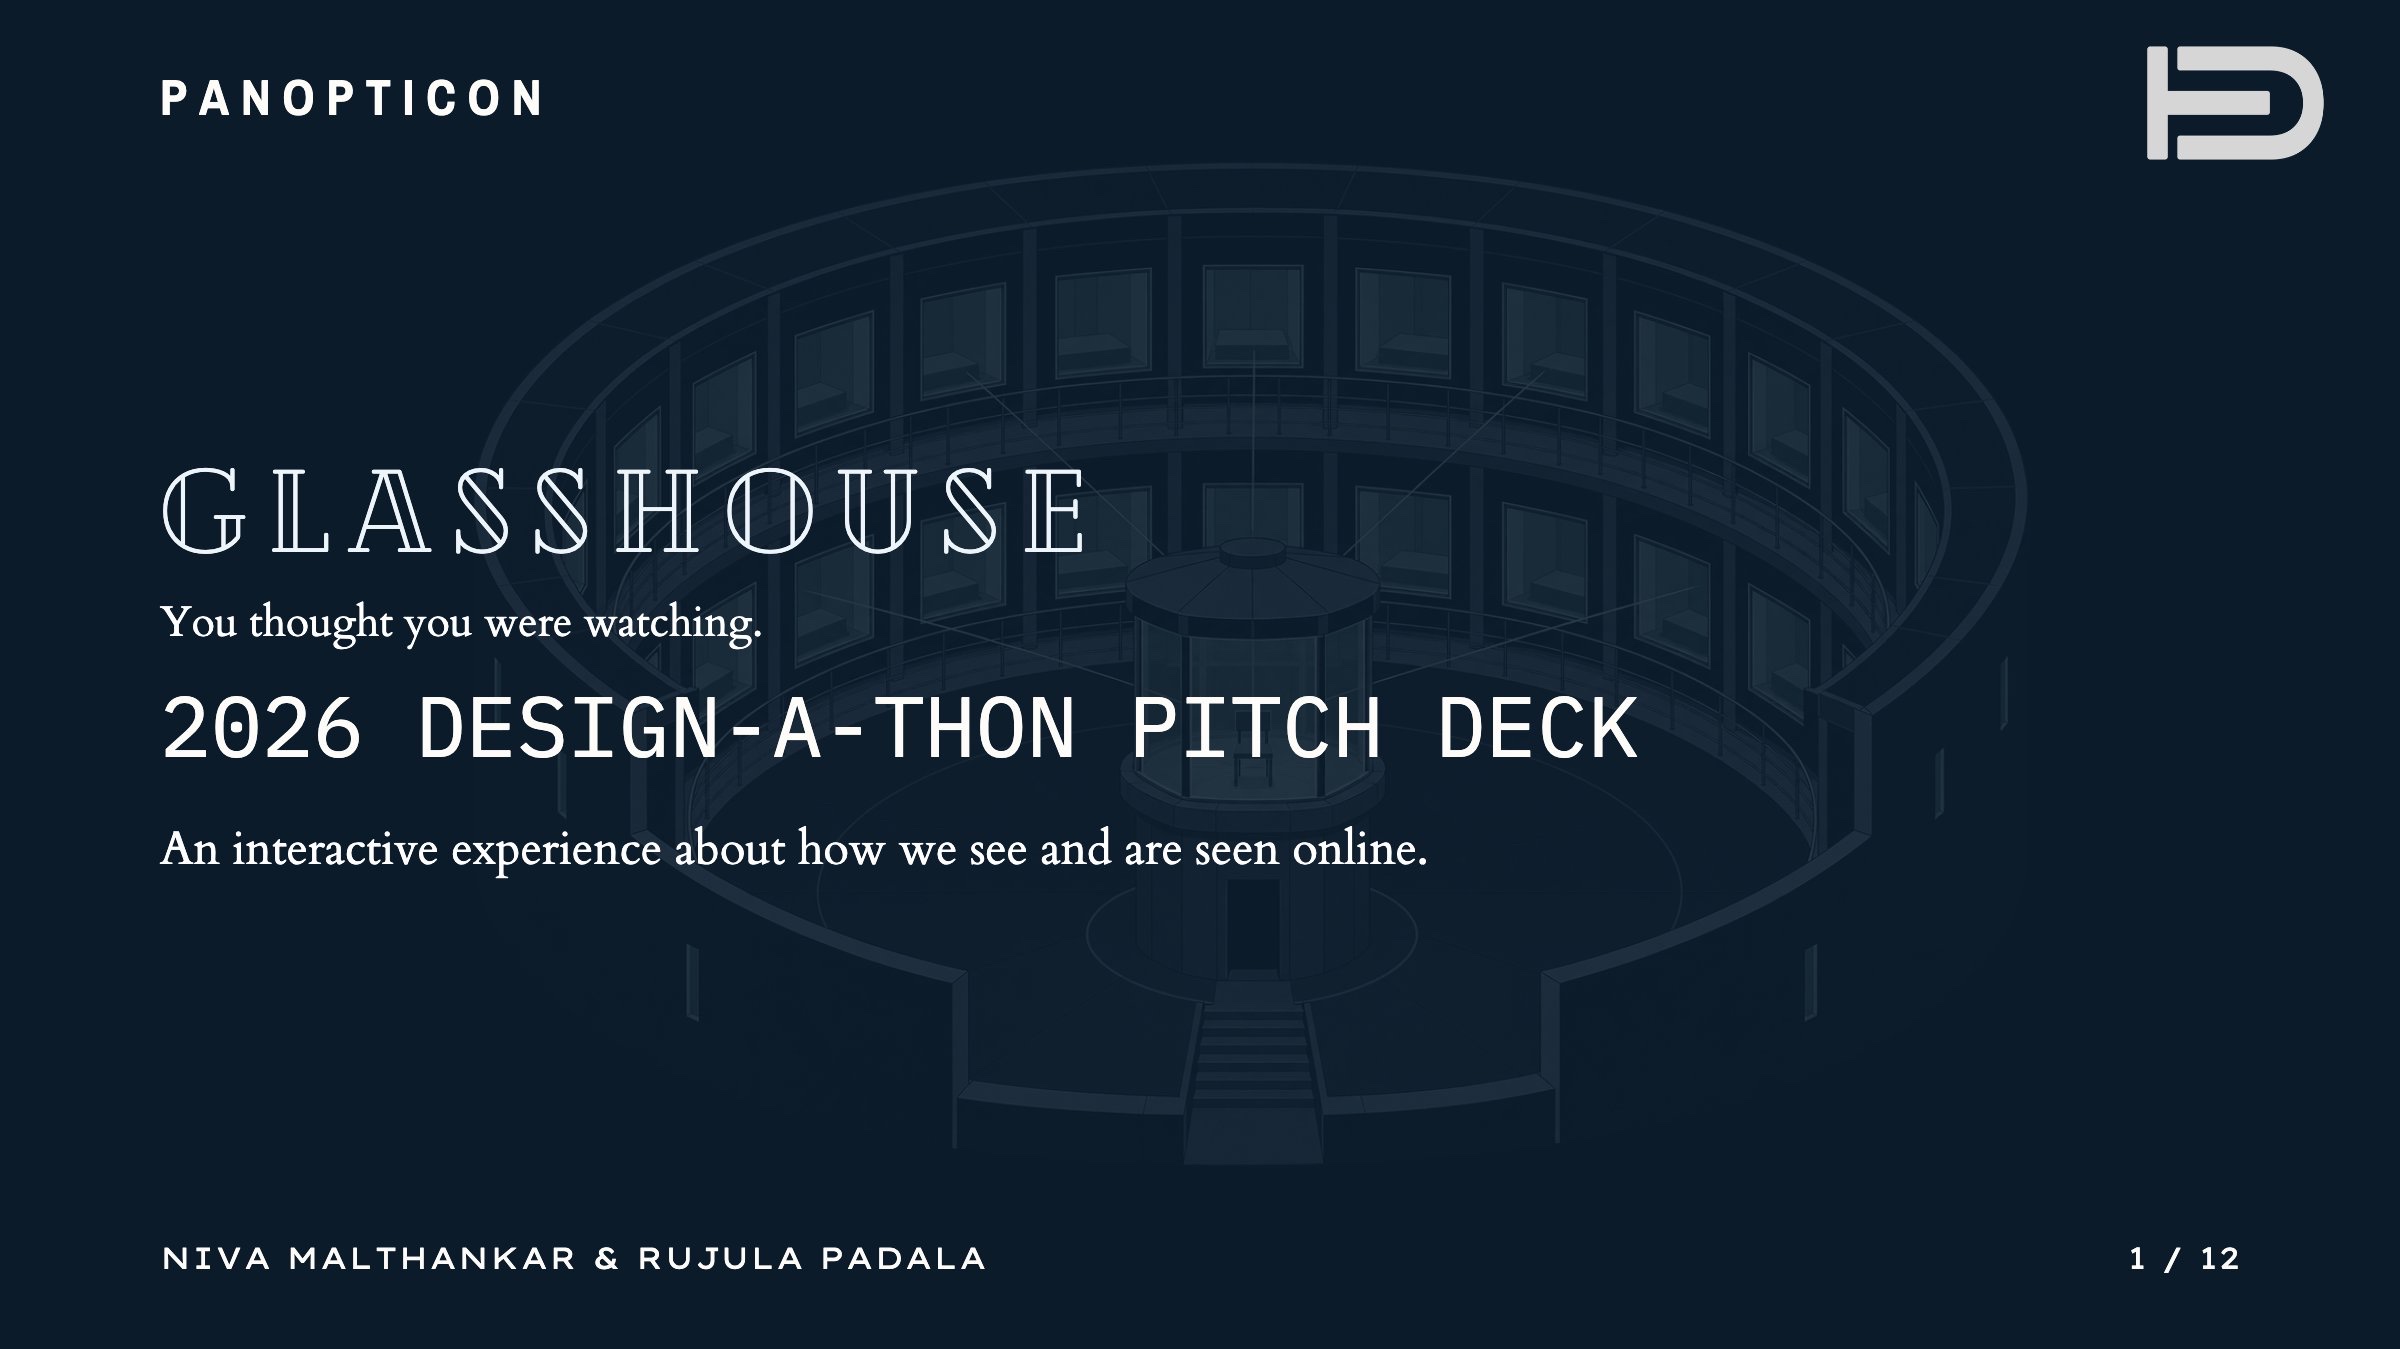 PANOPTICON
GLASSHOUSE
You thought you were watching.
2026 DESIGN-A-THON PITCH DECK
An interactive experience about how we see and are seen online.
NIVA MALTHANKAR & RUJULA PADALA
1 / 12